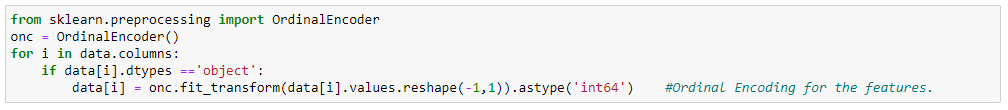 from sklearn.preprocessing import OrdinalEncoder
onc = OrdinalEncoder()
for i in data.columns:
    if data[i].dtypes =='object':
        data[i] = onc.fit_transform(data[i].values.reshape(-1,1)).astype('int64')    #Ordinal Encoding for the features.